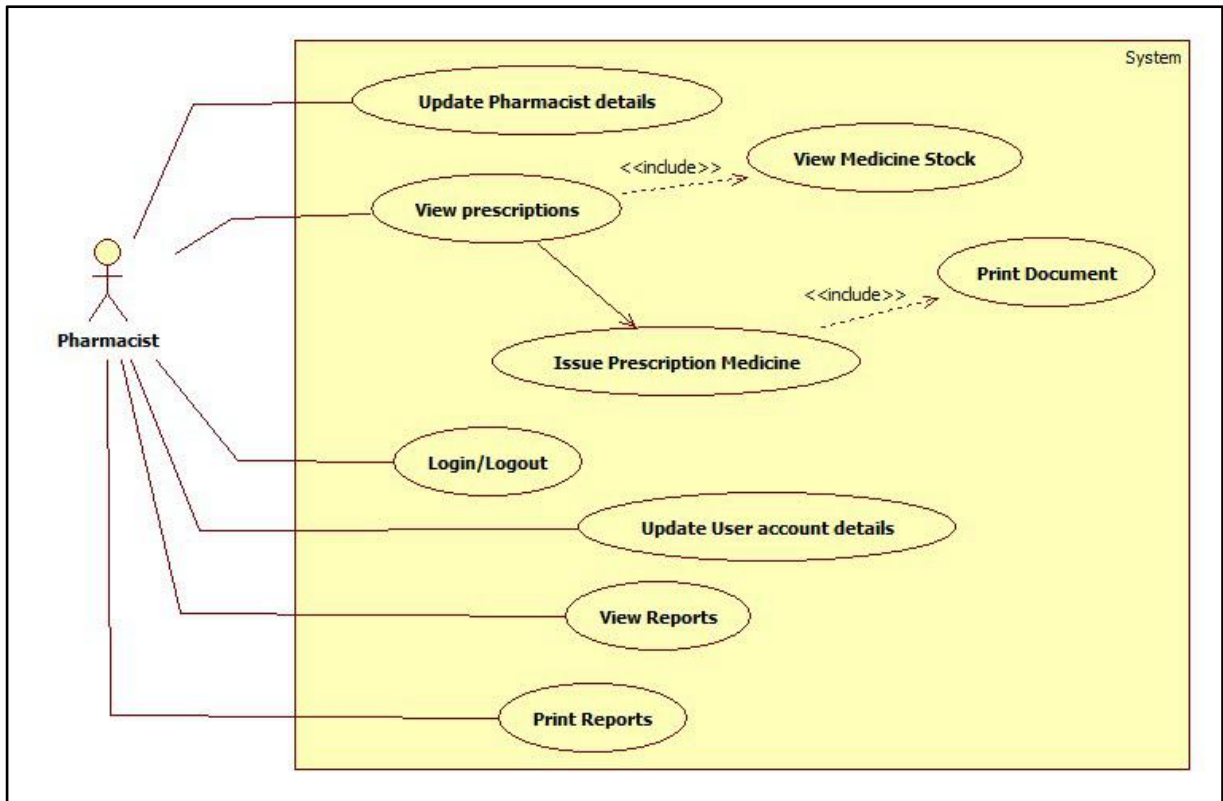 System
Update Pharmacist details
<<include>>
View Medicine Stock
View prescriptions
Print Document
<<include>>
Pharmacist
Issue Prescription Medicine
Login/Logout
Update User account details
View Reports
Print Reports